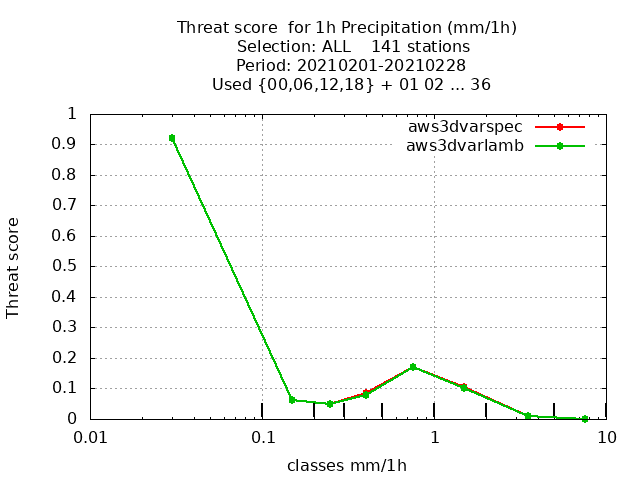 Threat score  for 1h Precipitation (mm/1h)
Selection: ALL    141 stations
Period: 20210201-20210228
Used {00,06,12,18} + 01 02 ... 36
aws3dvarspec
aws3dvarlamb
1
0.9
0.8
0.7
0.6
0.5
0.4
0.3
0.2
0.1
0
Threat score
0.01
0.1
1
10
classes mm/1h